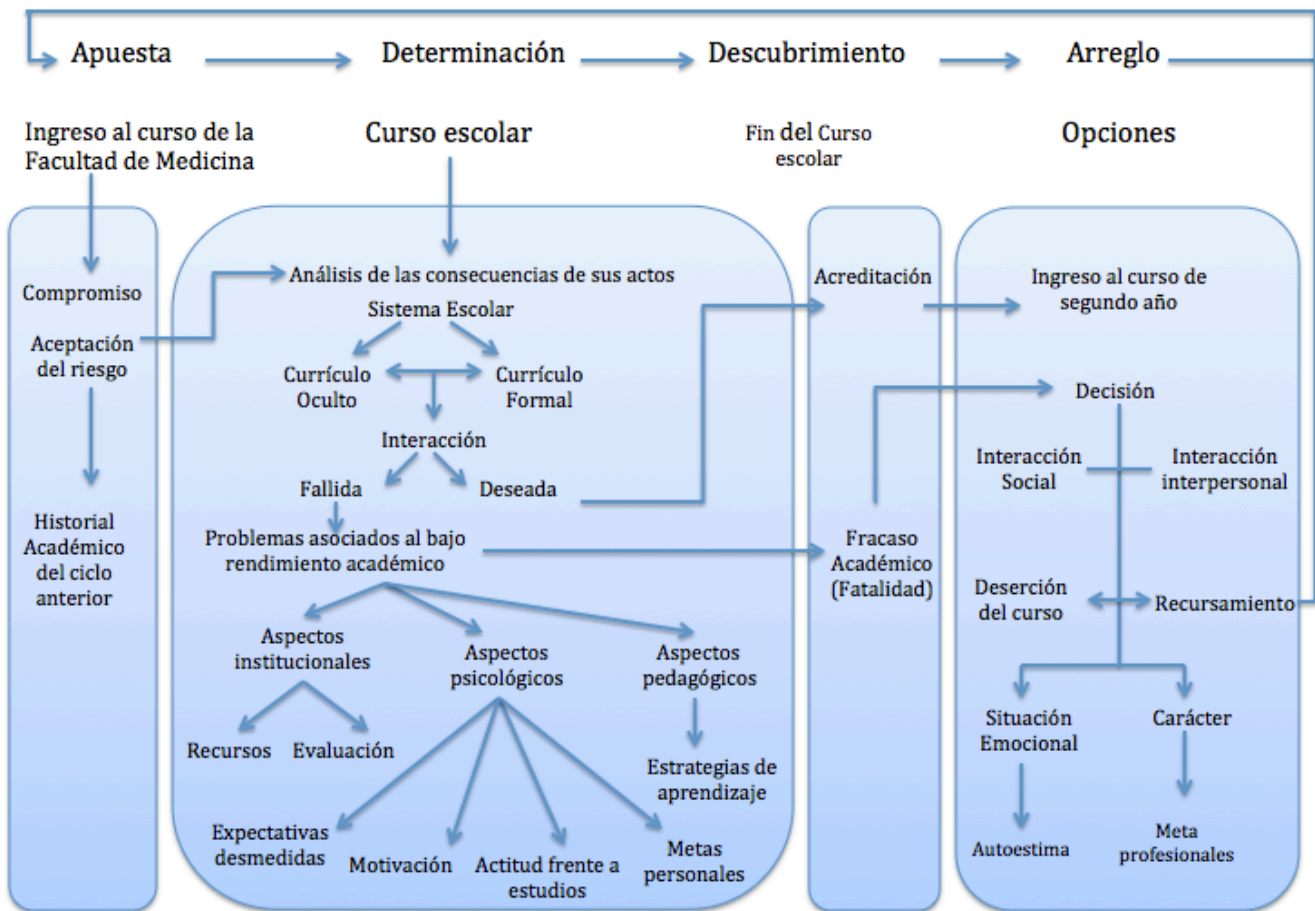 Apuesta
Determinación
Descubrimiento
Arreglo
Ingreso al curso de la
Facultad de Medicina
Curso escolar
Fin del Curso
escolar
Opciones
Compromiso
Aceptación
del riesgo
Historial
Académico
del ciclo
anterior
Análisis de las consecuencias de sus actos
Sistema Escolar
Currículo
Oculto
Currículo
Formal
Interacción
Fallida
Deseada
Problemas asociados al bajo
rendimiento académico
Aspectos
institucionales
Aspectos
psicológicos
Aspectos
pedagógicos
Recursos
Evaluación
Estrategias de
aprendizaje
Expectativas
desmedidas
Motivación
Actitud frente a
estudios
Metas
personales
Acreditación
Fracaso
Académico
(Fatalidad)
Ingreso al curso de
segundo año
Decisión
Interacción
Social
Interacción
interpersonal
Deserción
del curso
Recursamiento
Situación
Emocional
Carácter
Autoestima
Meta
profesionales